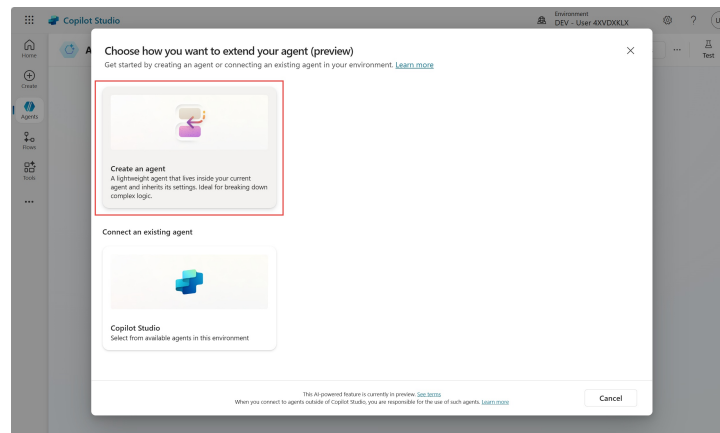 Copilot Studio
Environment
DEV - User 4XVDXKLX
Home
Create
Agents
Flows
Tools
Test
Choose how you want to extend your agent (preview)
Get started by creating an agent or connecting an existing agent in your environment. Learn more
Create an agent
A lightweight agent that lives inside your current
agent and inherits its settings. Ideal for breaking down
complex logic.
Connect an existing agent
Copilot Studio
Select from available agents in this environment
This AI-powered feature is currently in preview. See terms
When you connect to agents outside of Copilot Studio, you are responsible for the use of such agents. Learn more
Cancel